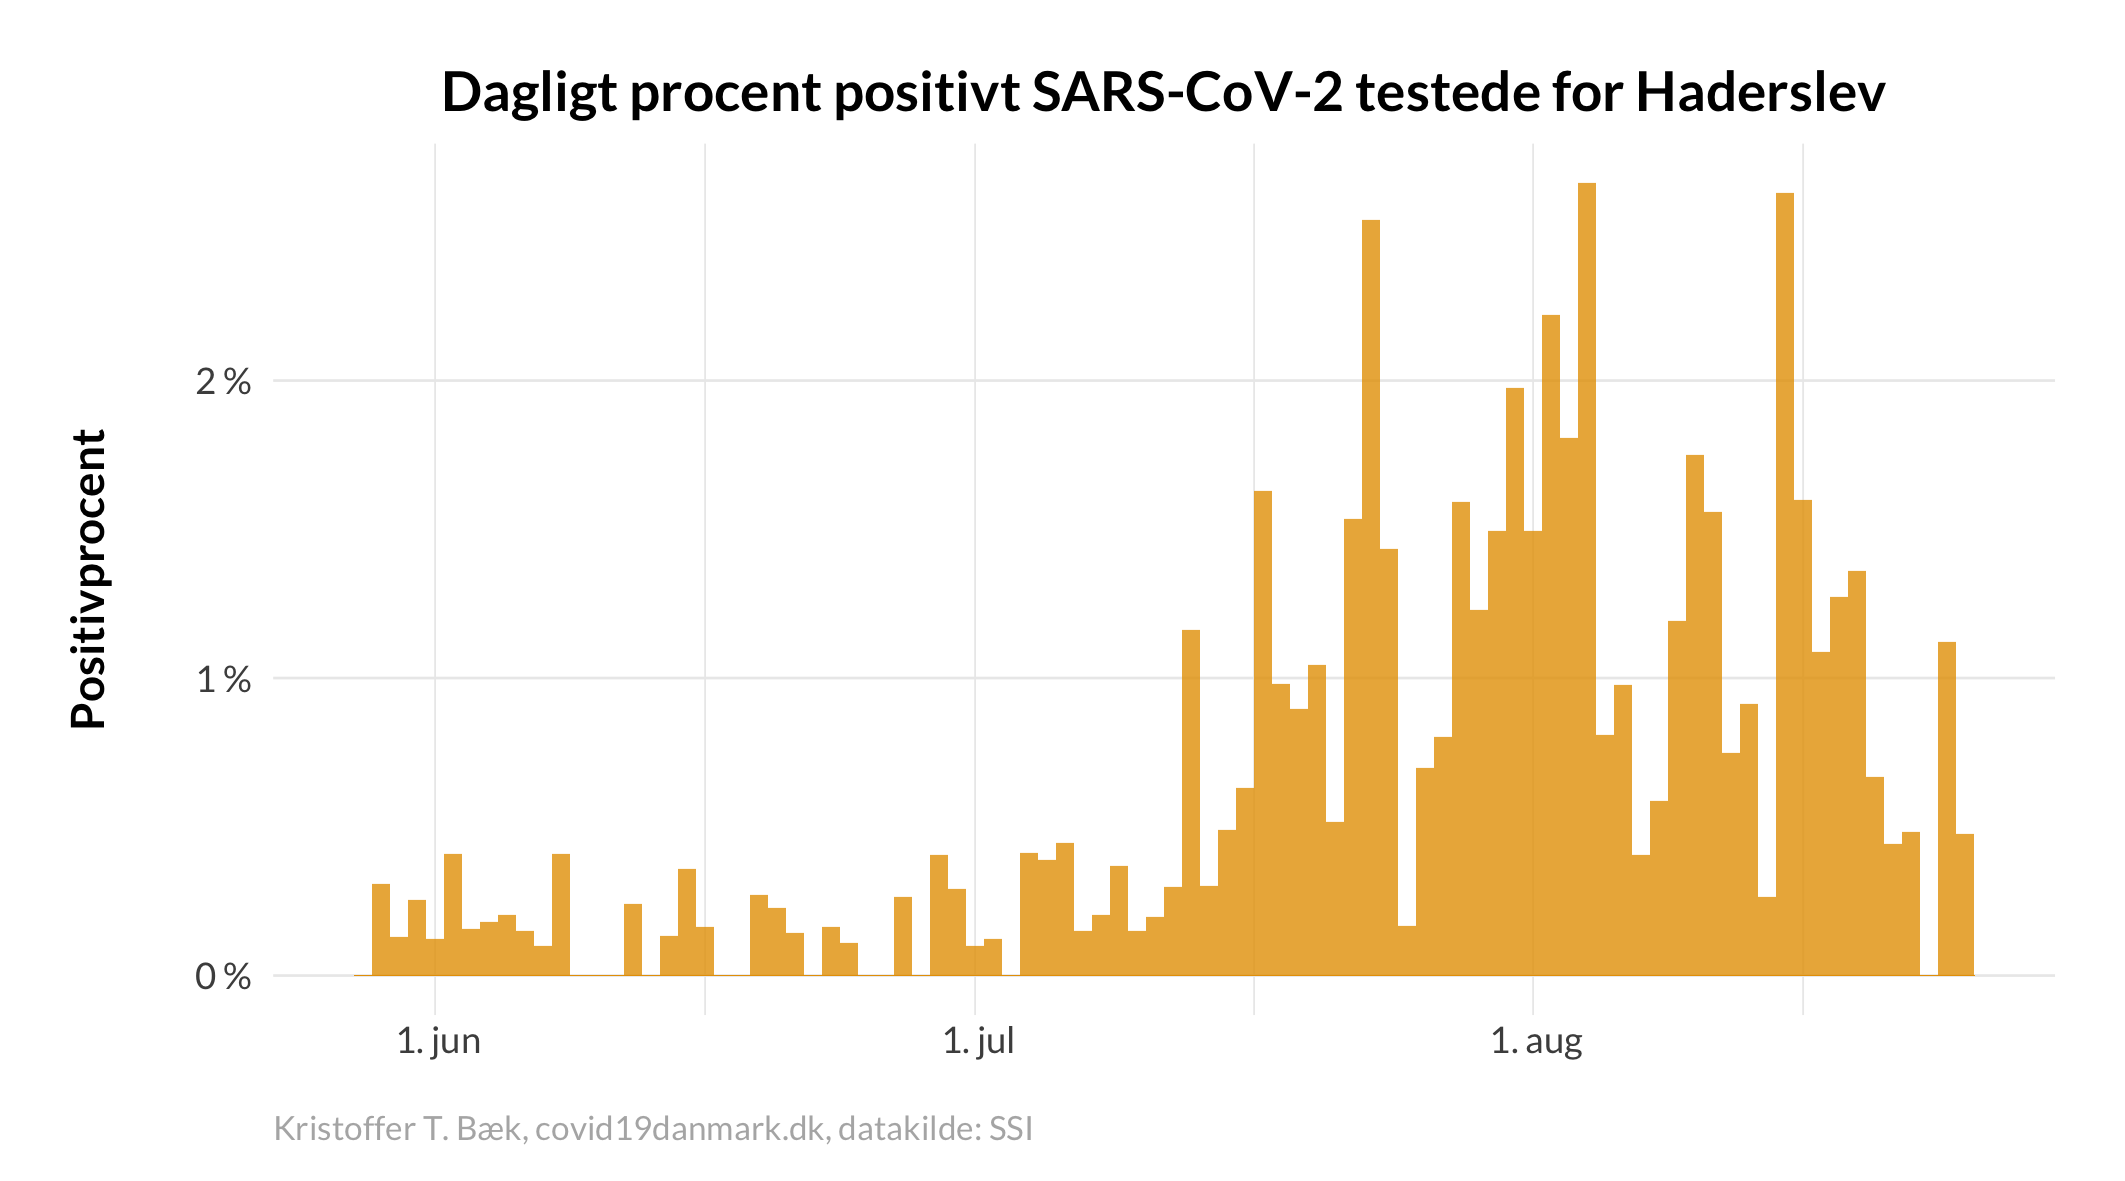 Dagligt procent positivt SARS-CoV-2 testede for Haderslev
Positivprocent
2 %
1 %
0 %
1. jun
1. jul
1. aug
Kristoffer T. Bæk, covid19danmark.dk, datakilde: SSI